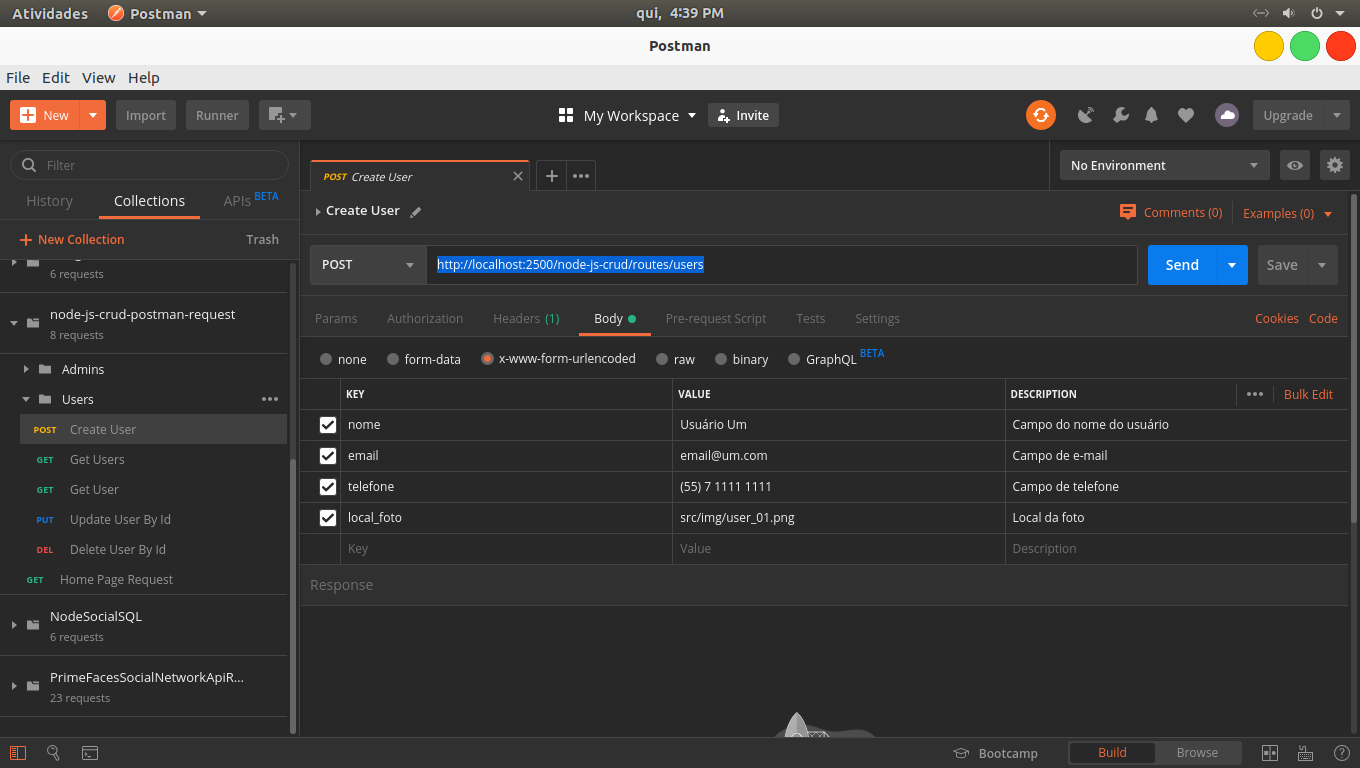 Atividades Postman qui, 4:39 PM
Postman
File Edit View Help
New Import Runner My Workspace Invite Upgrade
Filter
No Environment
POST Create User
History Collections APIs BETA
Create User Comments (0) Examples (0)
New Collection Trash
POST http://localhost:2500/node-js-crud/routes/users Send Save
6 requests
node-js-crud-postman-request
8 requests
Params Authorization Headers (1) Body Pre-request Script Tests Settings Cookies Code
none form-data x-www-form-urlencoded raw binary GraphQL BETA
Admins
Users
POST Create User
GET Get Users
GET Get User
PUT Update User By Id
DEL Delete User By Id
GET Home Page Request
NodeSocialSQL
6 requests
PrimeFacesSocialNetworkApiR...
23 requests
KEY VALUE DESCRIPTION Bulk Edit
nome Usuário Um Campo do nome do usuário
email email@um.com Campo de e-mail
telefone (55) 7 1111 1111 Campo de telefone
local_foto src/img/user_01.png Local da foto
Key Value Description
Response
Bootcamp Build Browse